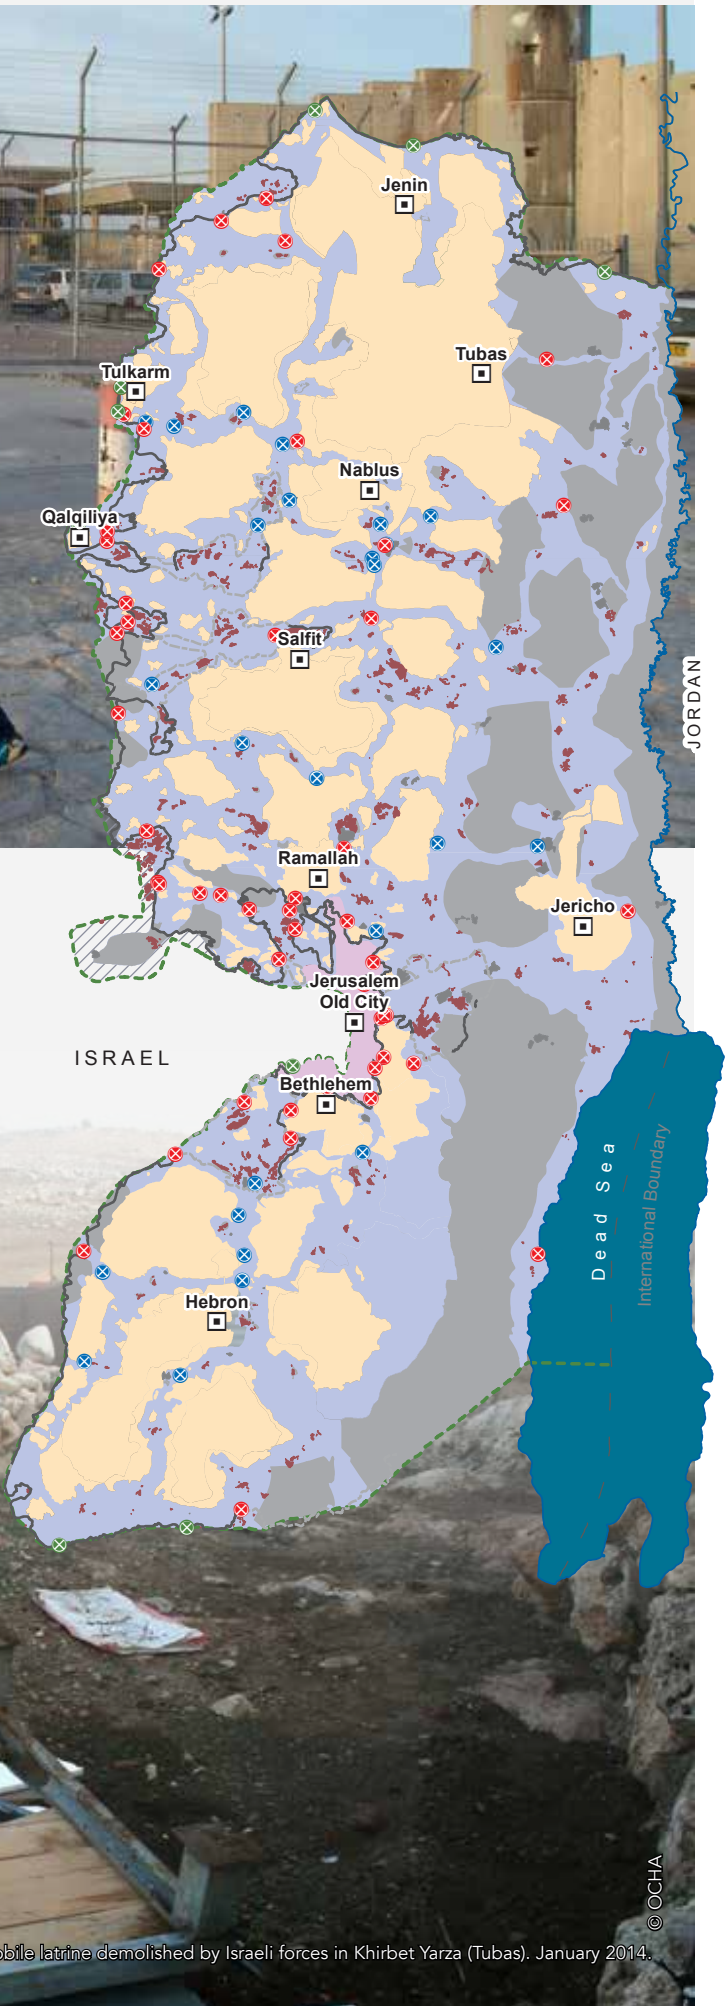 Jenin
Tubas
Tulkarm
Nablus
Qalqiliya
Salfit
JORDAN
Ramallah
Jericho
Jerusalem
Old City
ISRAEL
Bethlehem
Dead Sea
International Boundary
Hebron
© OCHA
latrine demolished by Israeli forces in Khirbet Yarza (Tubas). January 2014.